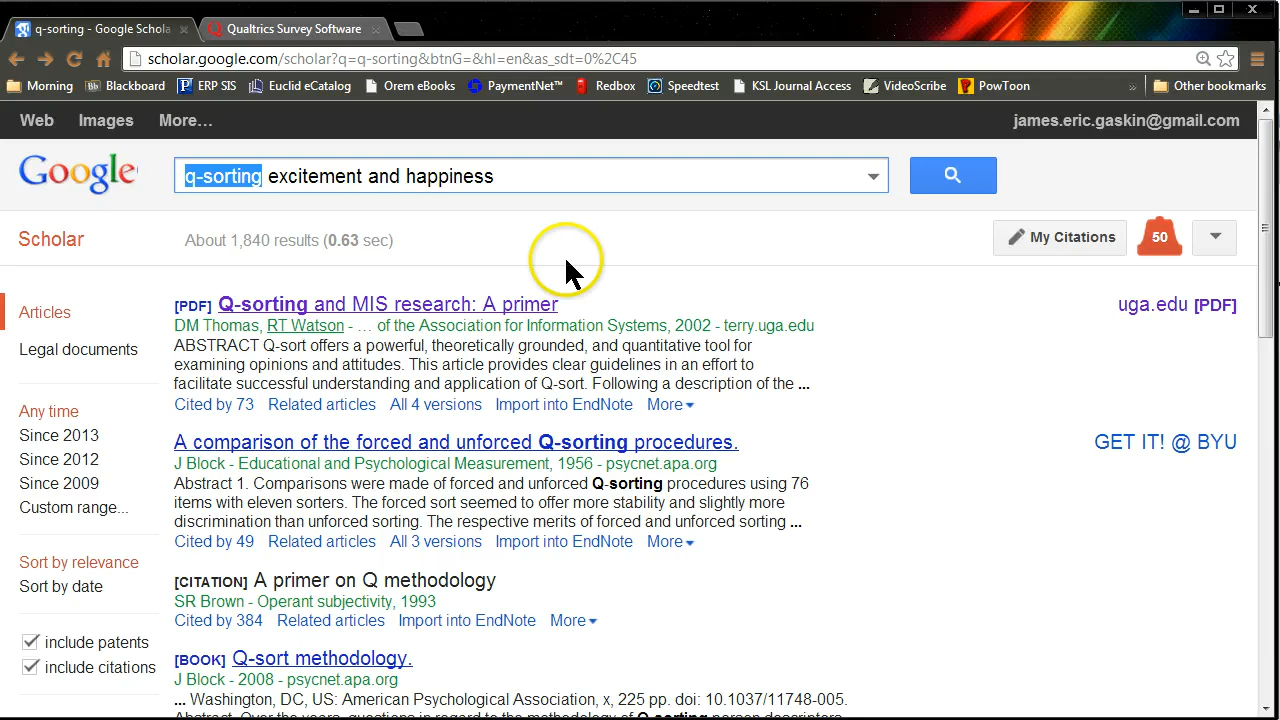 q-sorting - Google Schola
Qualtrics Survey Software
scholar.google.com/scholar?q=q-sorting&btnG=&hl=en&as_sdt=0%2C45
Morning Bb Blackboard P ERP SIS Euclid eCatalog Orem eBooks PaymentNet™ Redbox Speedtest KSL Journal Access VideoScribe PowToon » Other bookmarks
Web Images More... james.eric.gaskin@gmail.com
Google q-sorting excitement and happiness
Scholar About 1,840 results (0.63 sec) My Citations 50
Articles
Legal documents
Any time
Since 2013
Since 2012
Since 2009
Custom range...
Sort by relevance
Sort by date
include patents
include citations
[PDF] Q-sorting and MIS research: A primer
uga.edu [PDF]
DM Thomas, RT Watson - … of the Association for Information Systems, 2002 - terry.uga.edu
ABSTRACT Q-sort offers a powerful, theoretically grounded, and quantitative tool for
examining opinions and attitudes. This article provides clear guidelines in an effort to
facilitate successful understanding and application of Q-sort. Following a description of the ...
Cited by 73 Related articles All 4 versions Import into EndNote More
A comparison of the forced and unforced Q-sorting procedures.
GET IT! @ BYU
J Block - Educational and Psychological Measurement, 1956 - psycnet.apa.org
Abstract 1. Comparisons were made of forced and unforced Q-sorting procedures using 76
items with eleven sorters. The forced sort seemed to offer more stability and slightly more
discrimination than unforced sorting. The respective merits of forced and unforced sorting ...
Cited by 49 Related articles All 3 versions Import into EndNote More
[CITATION] A primer on Q methodology
SR Brown - Operant subjectivity, 1993
Cited by 384 Related articles Import into EndNote More
[BOOK] Q-sort methodology.
J Block - 2008 - psycnet.apa.org
... Washington, DC, US: American Psychological Association, x, 225 pp. doi: 10.1037/11748-005.